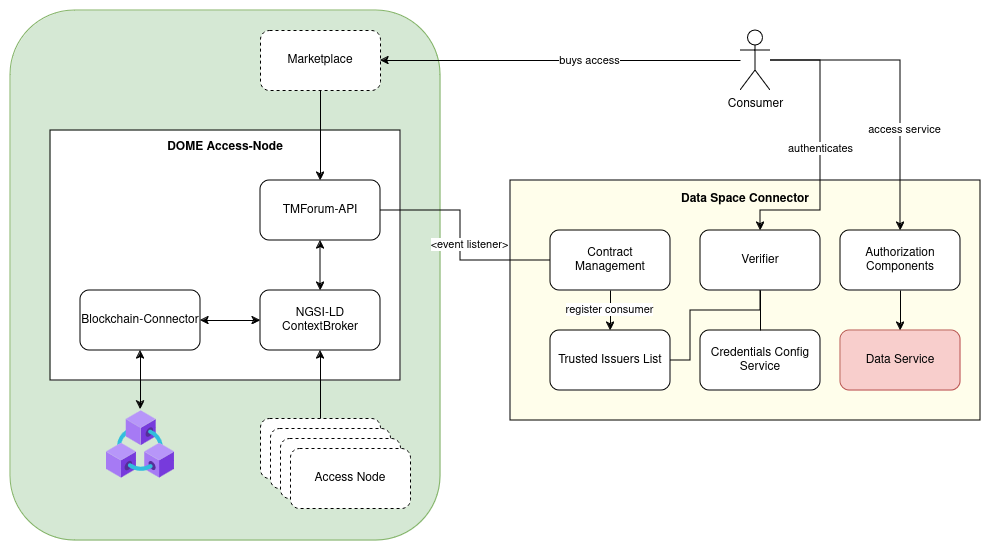 Marketplace
buys access
Consumer
access service
authenticates
DOME Access-Node
TMForum-API
<event listener>
Blockchain-Connector
NGSI-LD
ContextBroker
Access Node
Data Space Connector
Contract
Management
Verifier
Authorization
Components
register consumer
Trusted Issuers List
Credentials Config
Service
Data Service